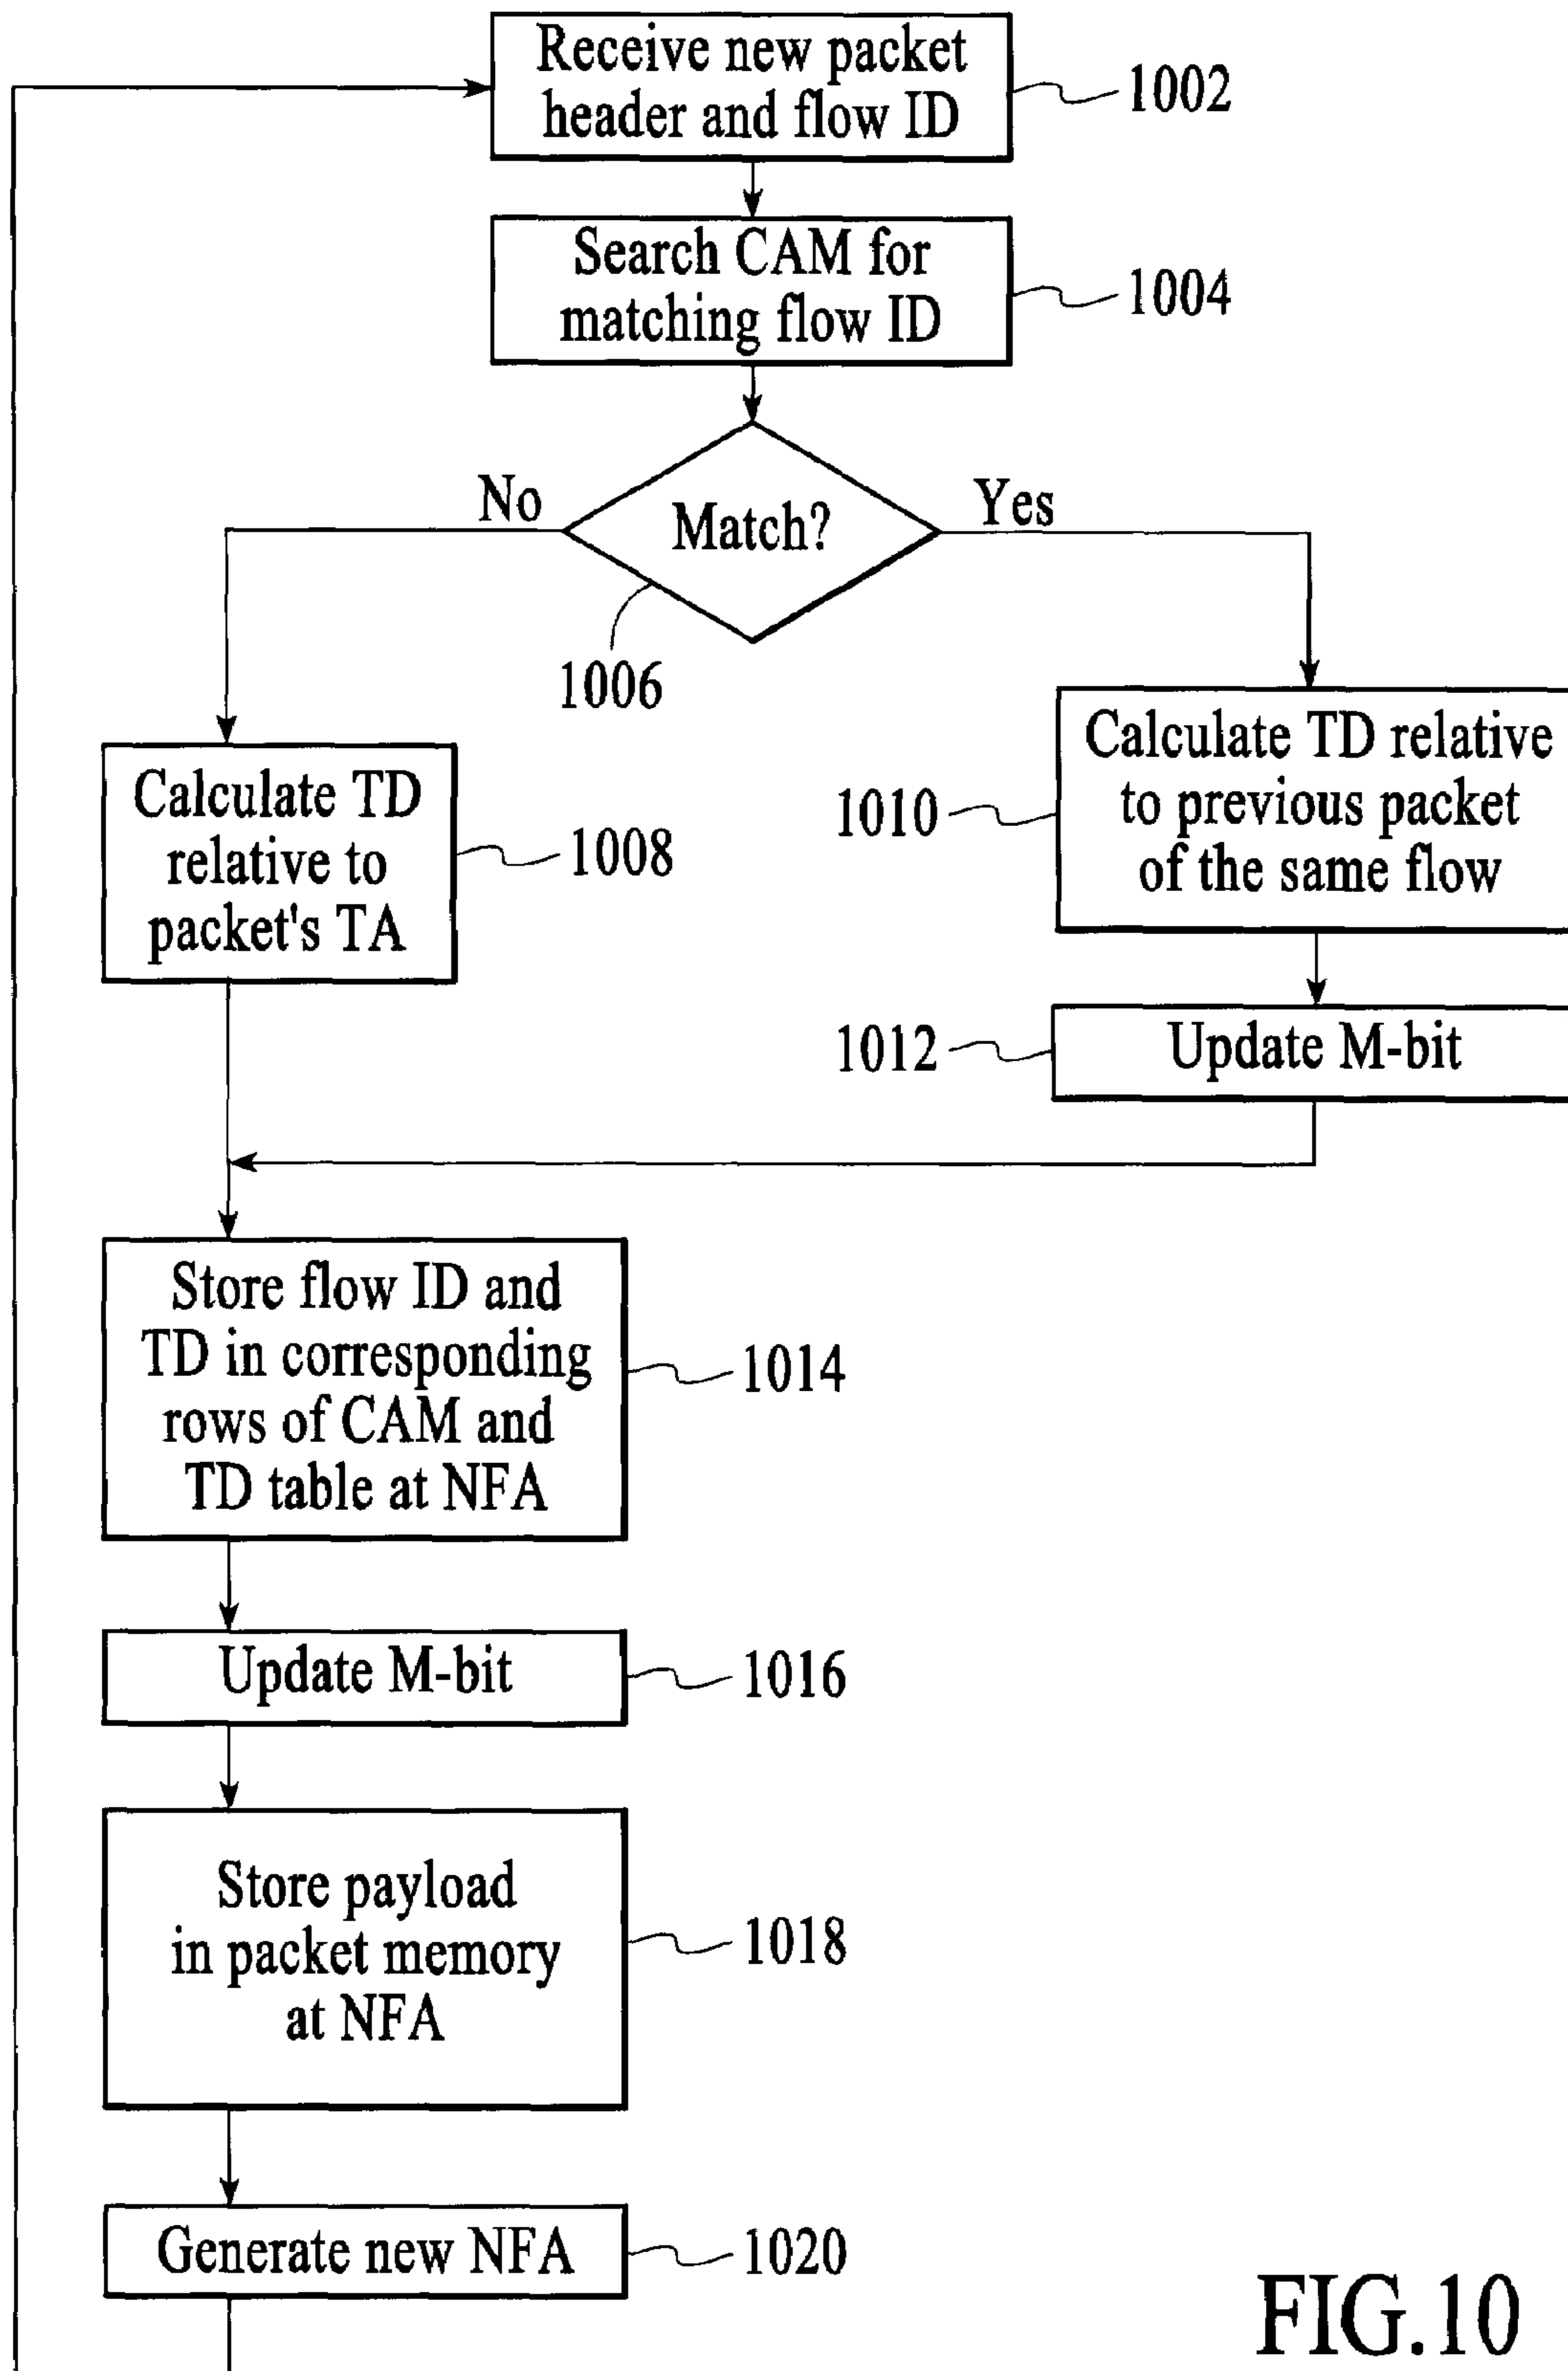 Receive new packet
header and flow ID
1002
Search CAM for
matching flow ID
1004
No
Match?
Yes
1006
Calculate TD
relative to
packet's TA
1008
Calculate TD relative
to previous packet
of the same flow
1010
Update M-bit
1012
Store flow ID and
TD in corresponding
rows of CAM and
TD table at NFA
1014
Update M-bit
1016
Store payload
in packet memory
at NFA
1018
Generate new NFA
1020
FIG.10